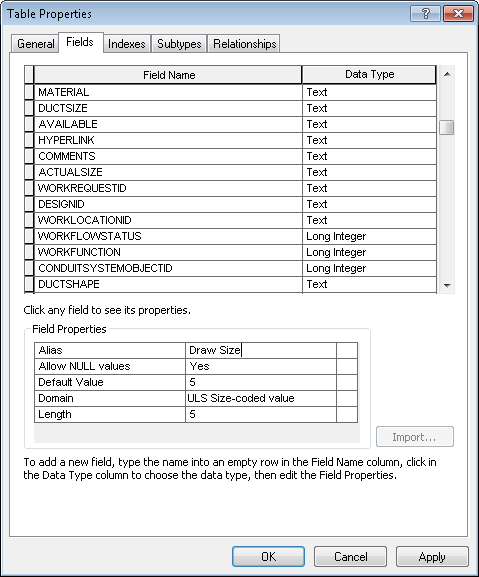 Table Properties
General Fields Indexes Subtypes Relationships
Field Name Data Type
MATERIAL Text
DUCTSIZE Text
AVAILABLE Text
HYPERLINK Text
COMMENTS Text
ACTUALSIZE Text
WORKREQUESTID Text
DESIGNID Text
WORKLOCATIONID Text
WORKFLOWSTATUS Long Integer
WORKFUNCTION Long Integer
CONDUITSYSTEMOBJECTID Long Integer
DUCTSHAPE Text
Click any field to see its properties.
Field Properties
Alias Draw Size
Allow NULL values Yes
Default Value 5
Domain ULS Size-coded value
Length 5
Import...
To add a new field, type the name into an empty row in the Field Name column, click in
the Data Type column to choose the data type, then edit the Field Properties.
OK Cancel Apply